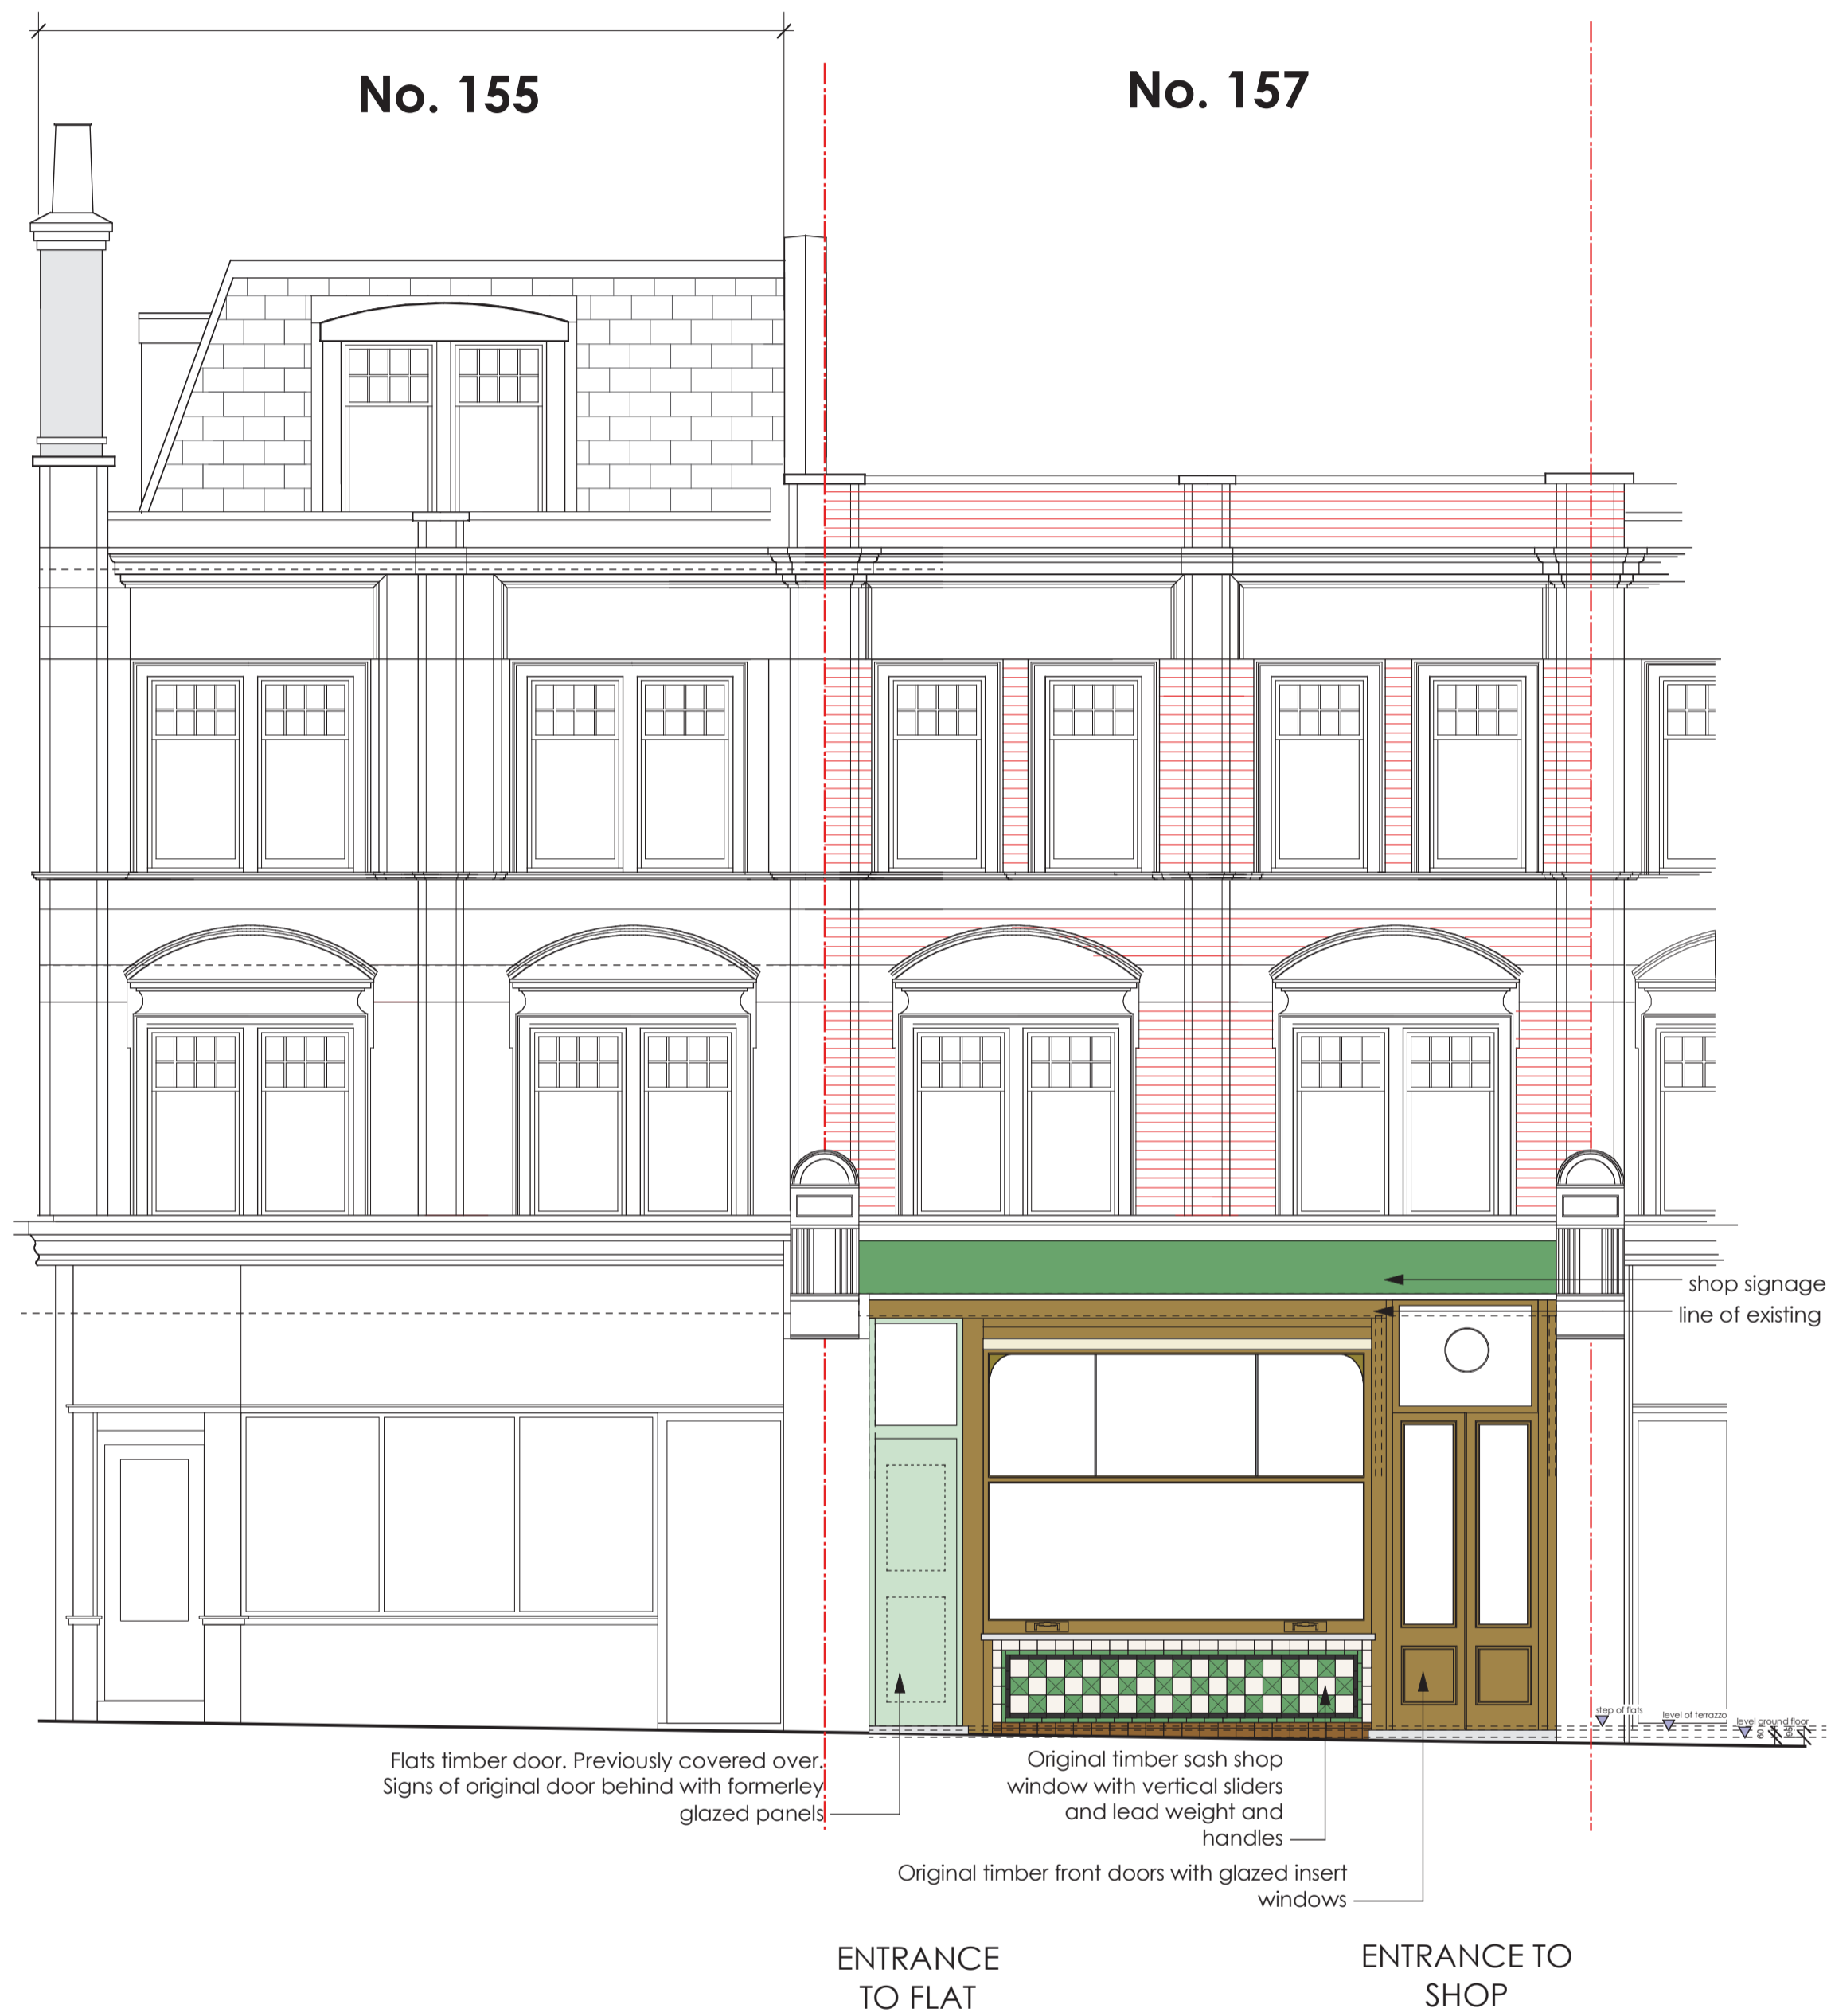 No. 155
No. 157
shop signage
line of existing
step of flats
level of terrazzo
level ground floor
60
195
Flats timber door. Previously covered over.
Signs of original door behind with formerley
glazed panels
Original timber sash shop
window with vertical sliders
and lead weight and
handles
Original timber front doors with glazed insert
windows
ENTRANCE
TO FLAT
ENTRANCE TO
SHOP